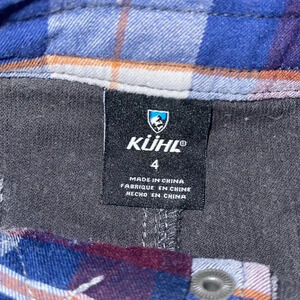 KÜHL®
4
MADE IN CHINA
FABRIQUE EN CHINE
HECHO EN CHINA